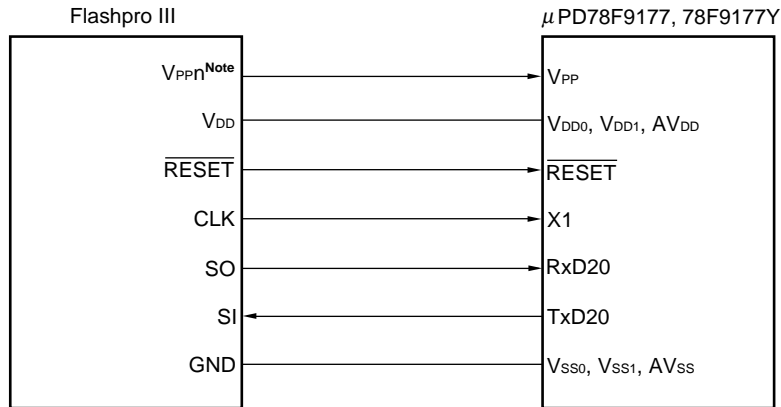 Flashpro III μPD78F9177, 78F9177Y
VPPnNote VPP
VDD VDD0, VDD1, AVDD
RESET RESET
CLK X1
SO RxD20
SI TxD20
GND VSS0, VSS1, AVSS